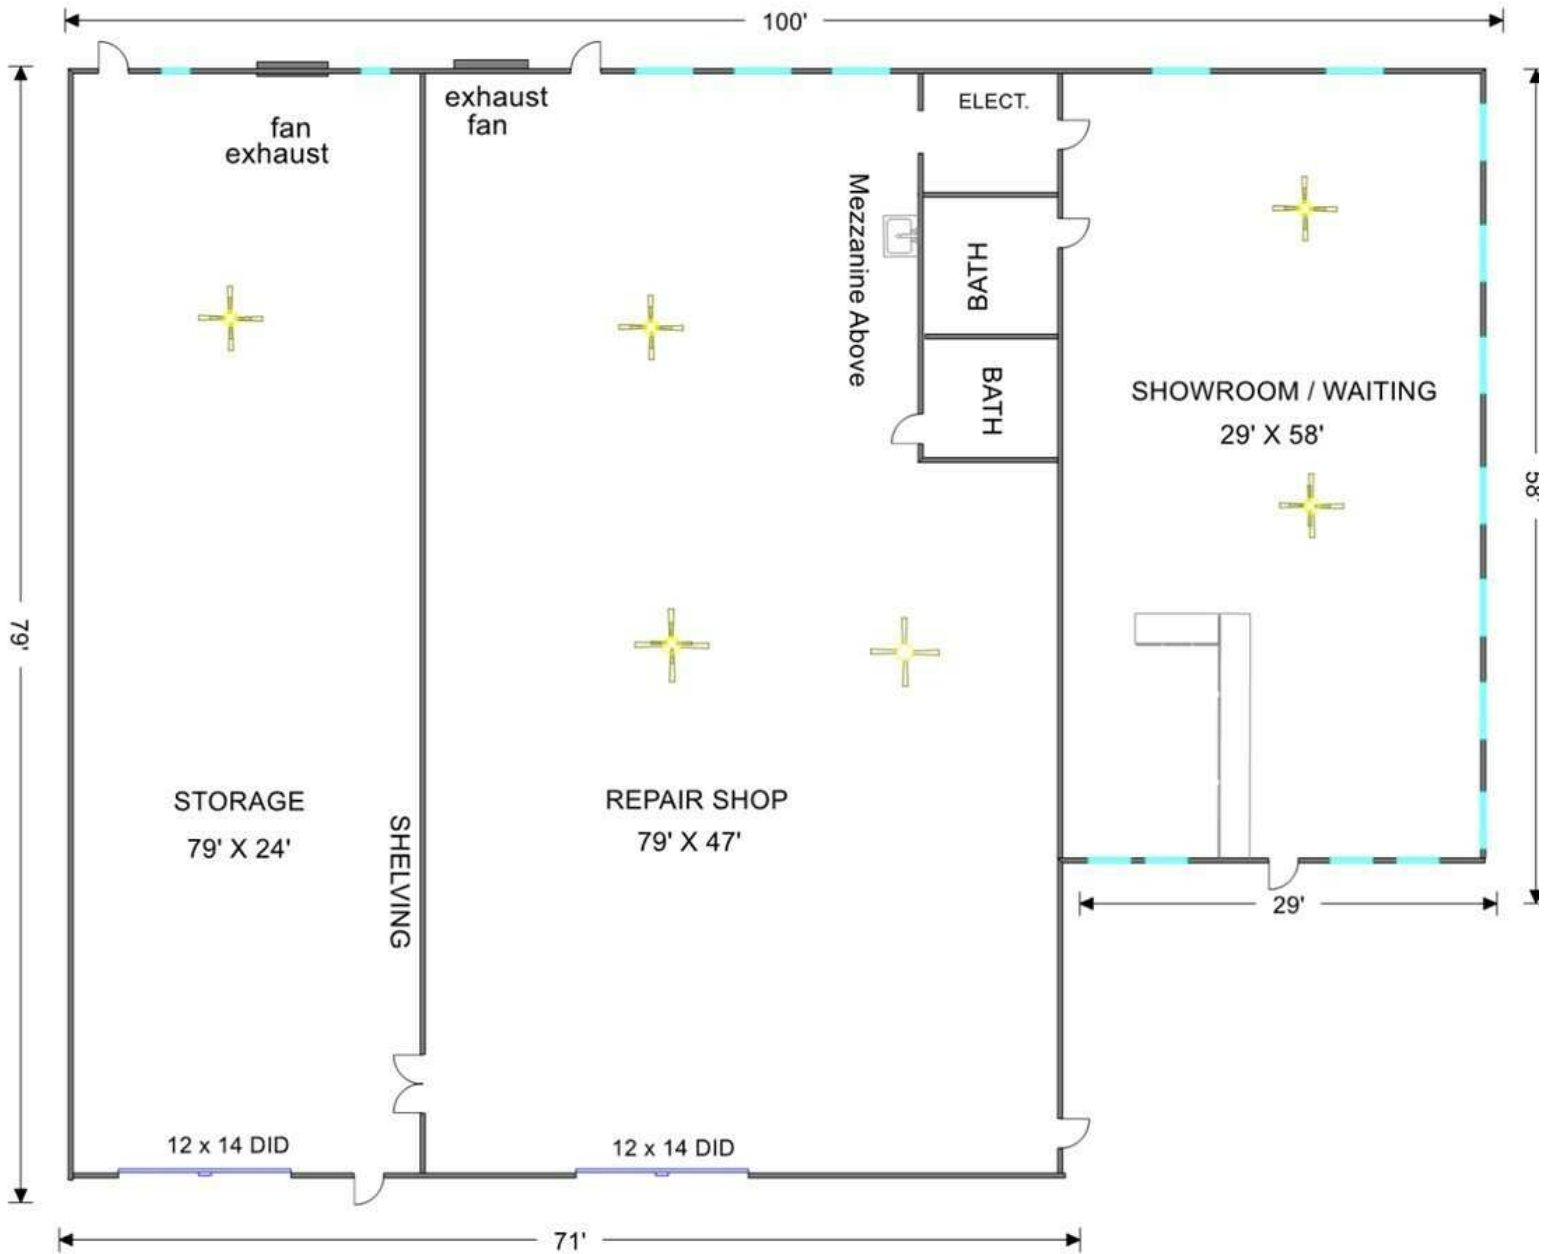 100'
exhaust
fan
fan
exhaust
ELECT.
Mezzanine Above
BATH
BATH
SHOWROOM / WAITING
29' X 58'
58'
79'
STORAGE
79' X 24'
SHELVING
REPAIR SHOP
79' X 47'
29'
12 x 14 DID
12 x 14 DID
71'